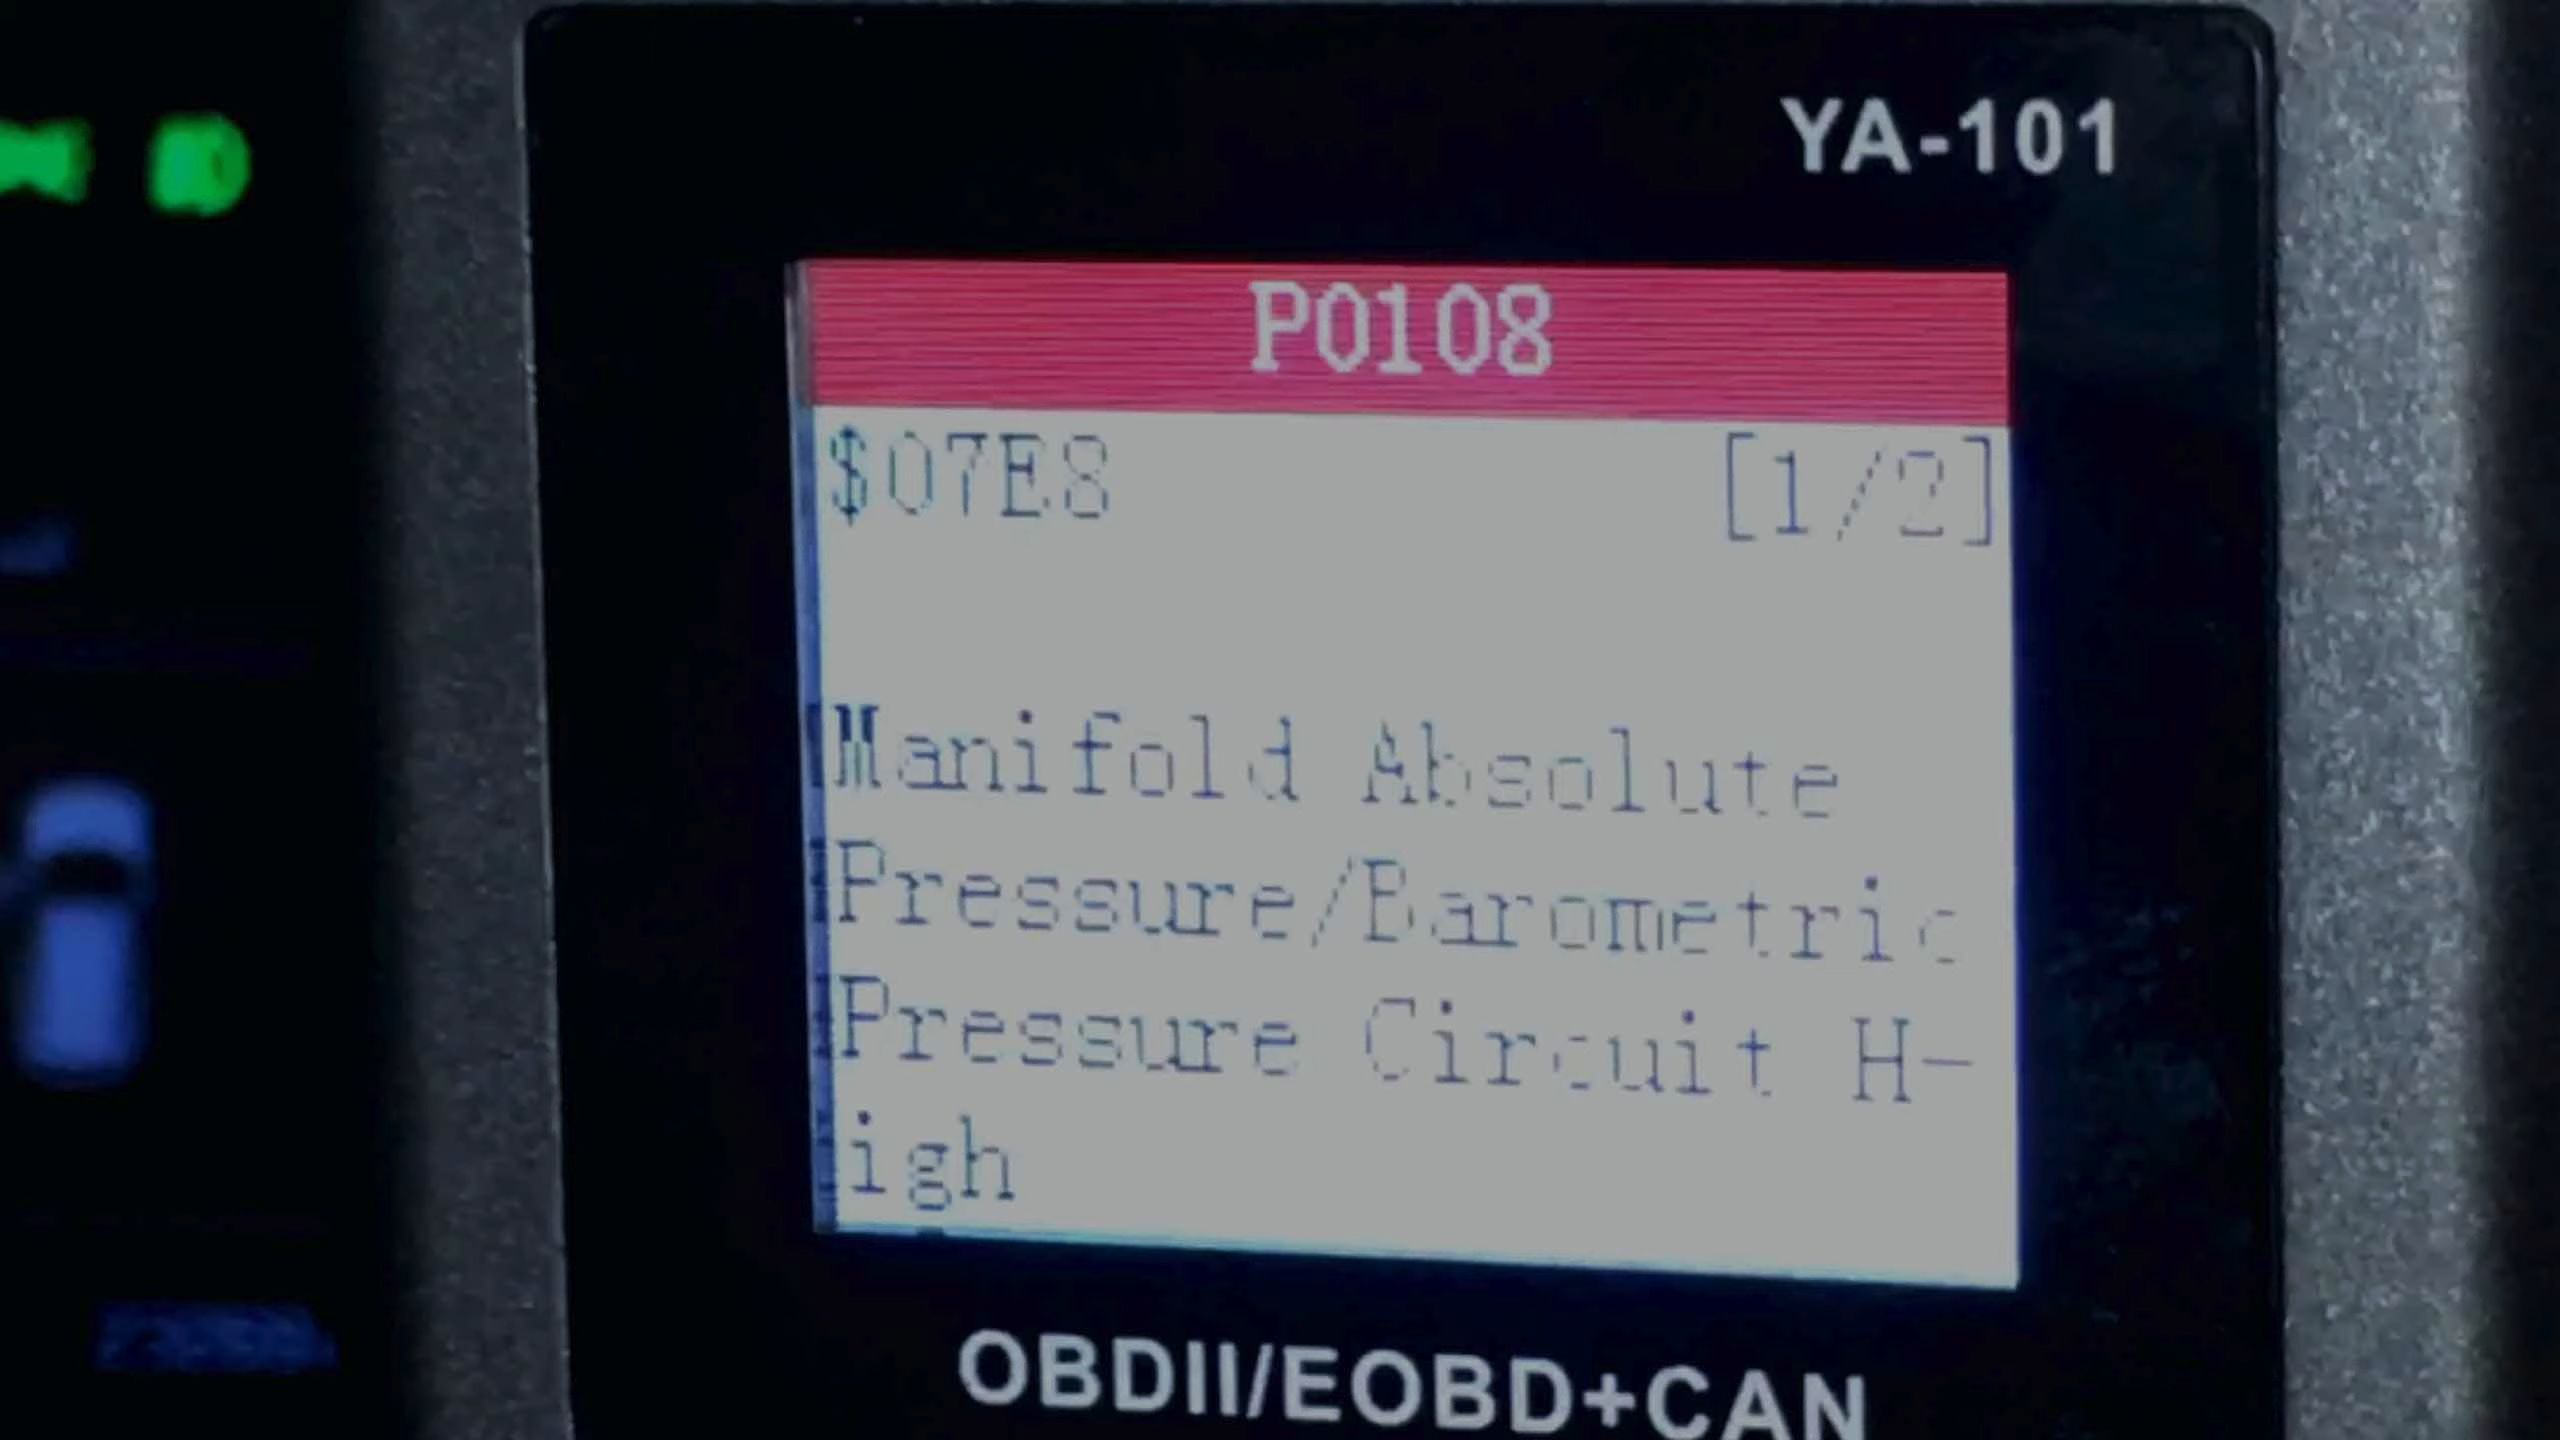 YA-101
P0108
$07E8 [1/2]
Manifold Absolute
Pressure/Barometric
Pressure Circuit H-
igh
OBDII/EOBD+CAN